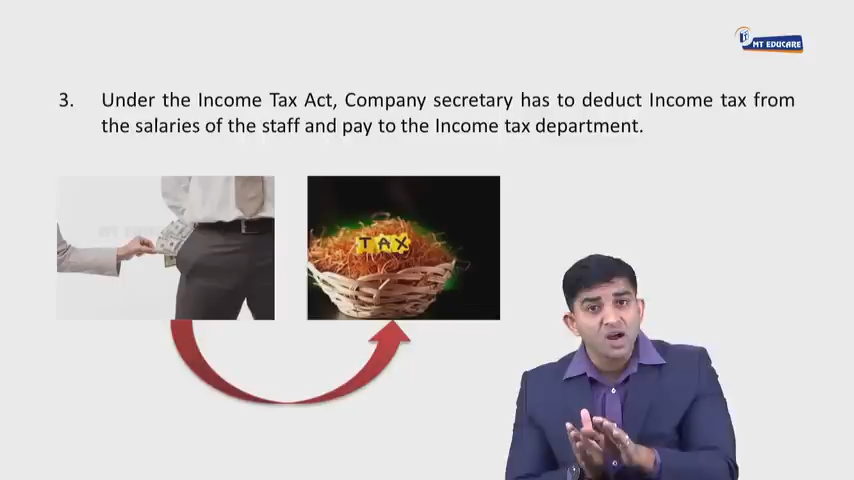 MT EDUCARE
3. Under the Income Tax Act, Company secretary has to deduct Income tax from
the salaries of the staff and pay to the Income tax department.
TAX